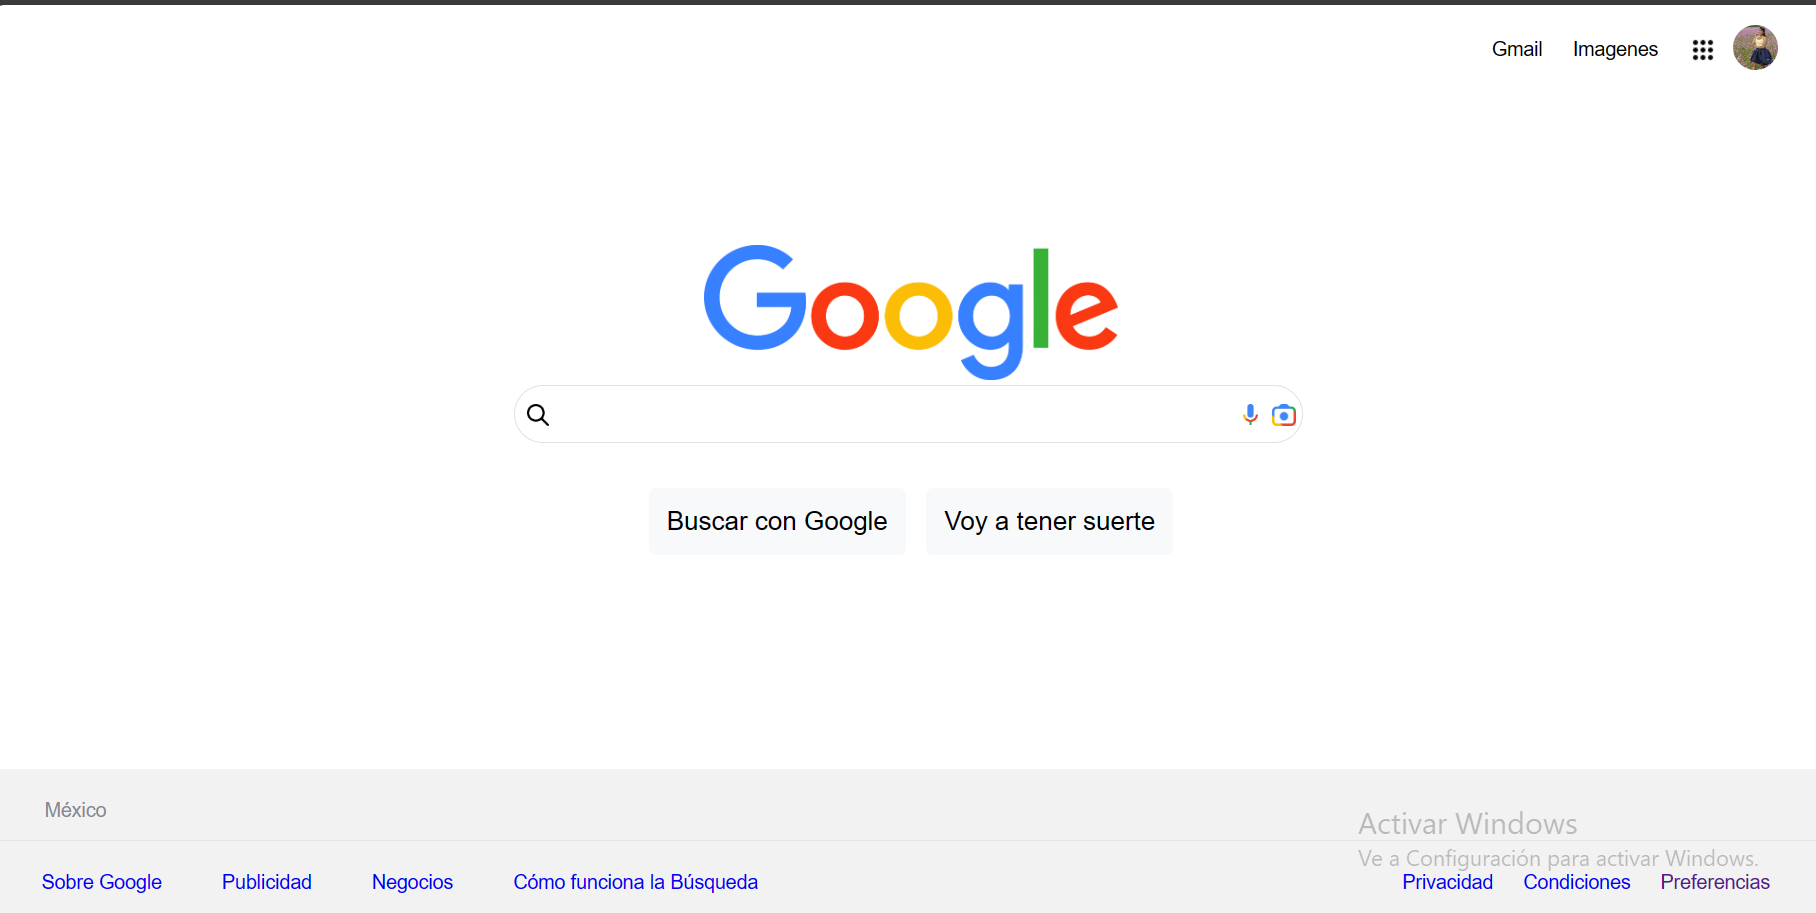 Gmail Imagenes
Google
Buscar con Google Voy a tener suerte
México
Activar Windows
Ve a Configuración para activar Windows.
Sobre Google Publicidad Negocios Cómo funciona la Búsqueda Privacidad Condiciones Preferencias